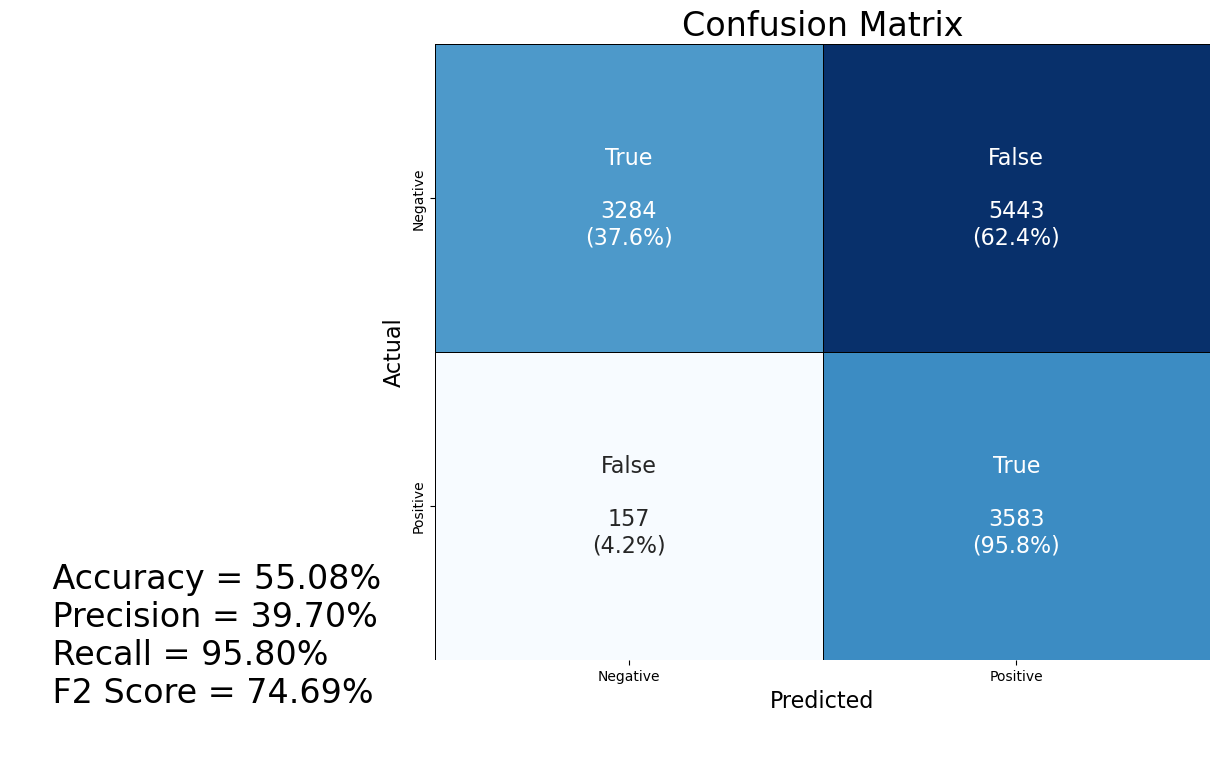 Confusion Matrix
True
3284
(37.6%)
False
5443
(62.4%)
Negative
Actual
False
157
(4.2%)
True
3583
(95.8%)
Positive
Negative
Positive
Predicted
Accuracy = 55.08%
Precision = 39.70%
Recall = 95.80%
F2 Score = 74.69%